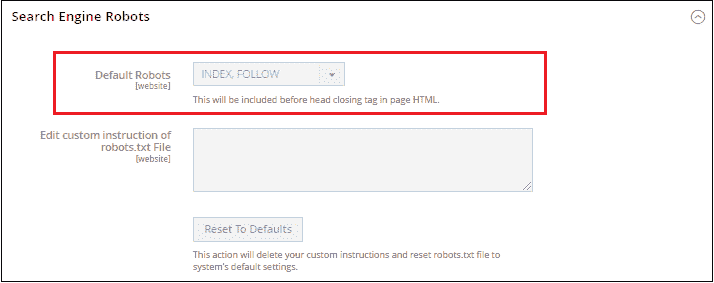 Search Engine Robots
Default Robots
[website]
INDEX, FOLLOW
This will be included before head closing tag in page HTML.
Edit custom instruction of
robots.txt File
[website]
Reset To Defaults
This action will delete your custom instructions and reset robots.txt file to
system's default settings.